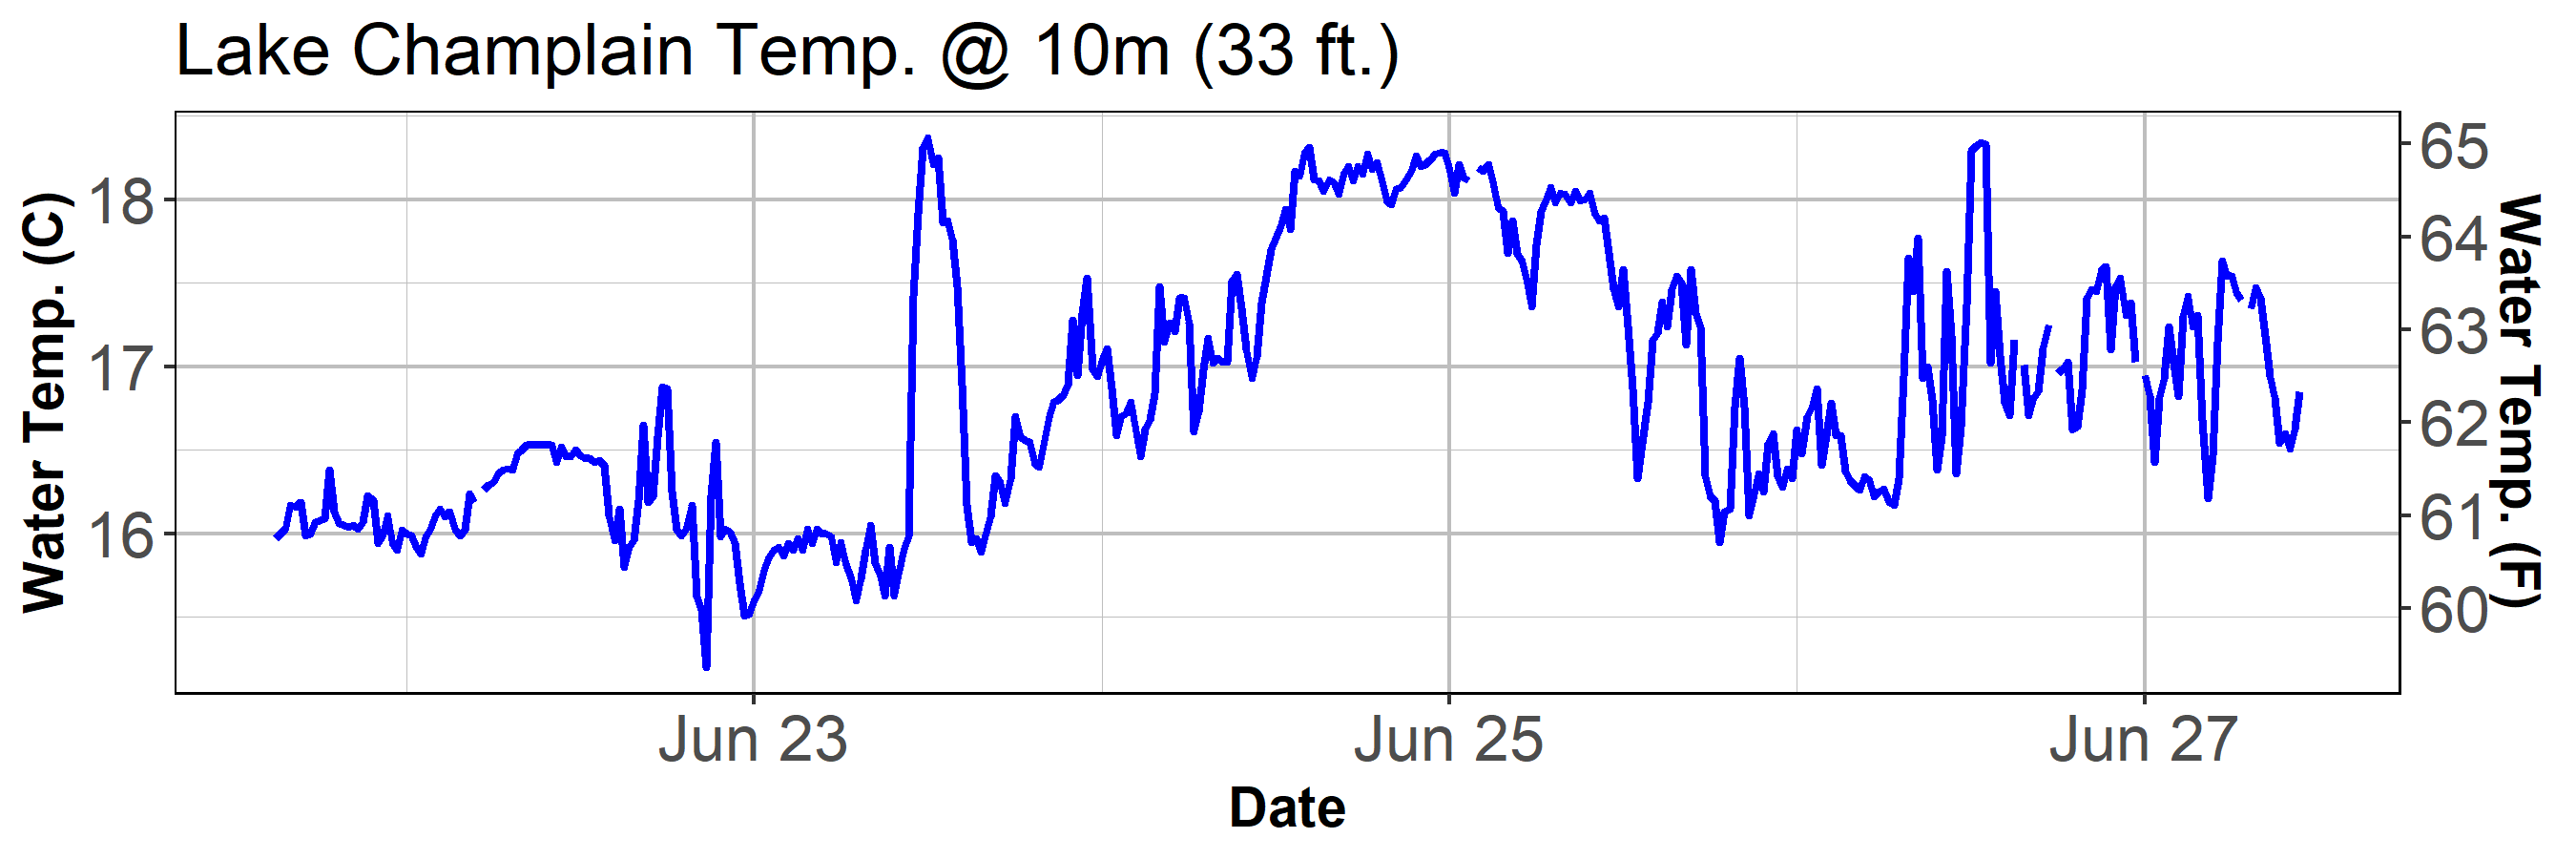 Lake Champlain Temp. @ 10m (33 ft.)
Water Temp. (C)
18
17
16
65
64
63
62
61
60
Water Temp. (F)
Jun 23
Jun 25
Jun 27
Date